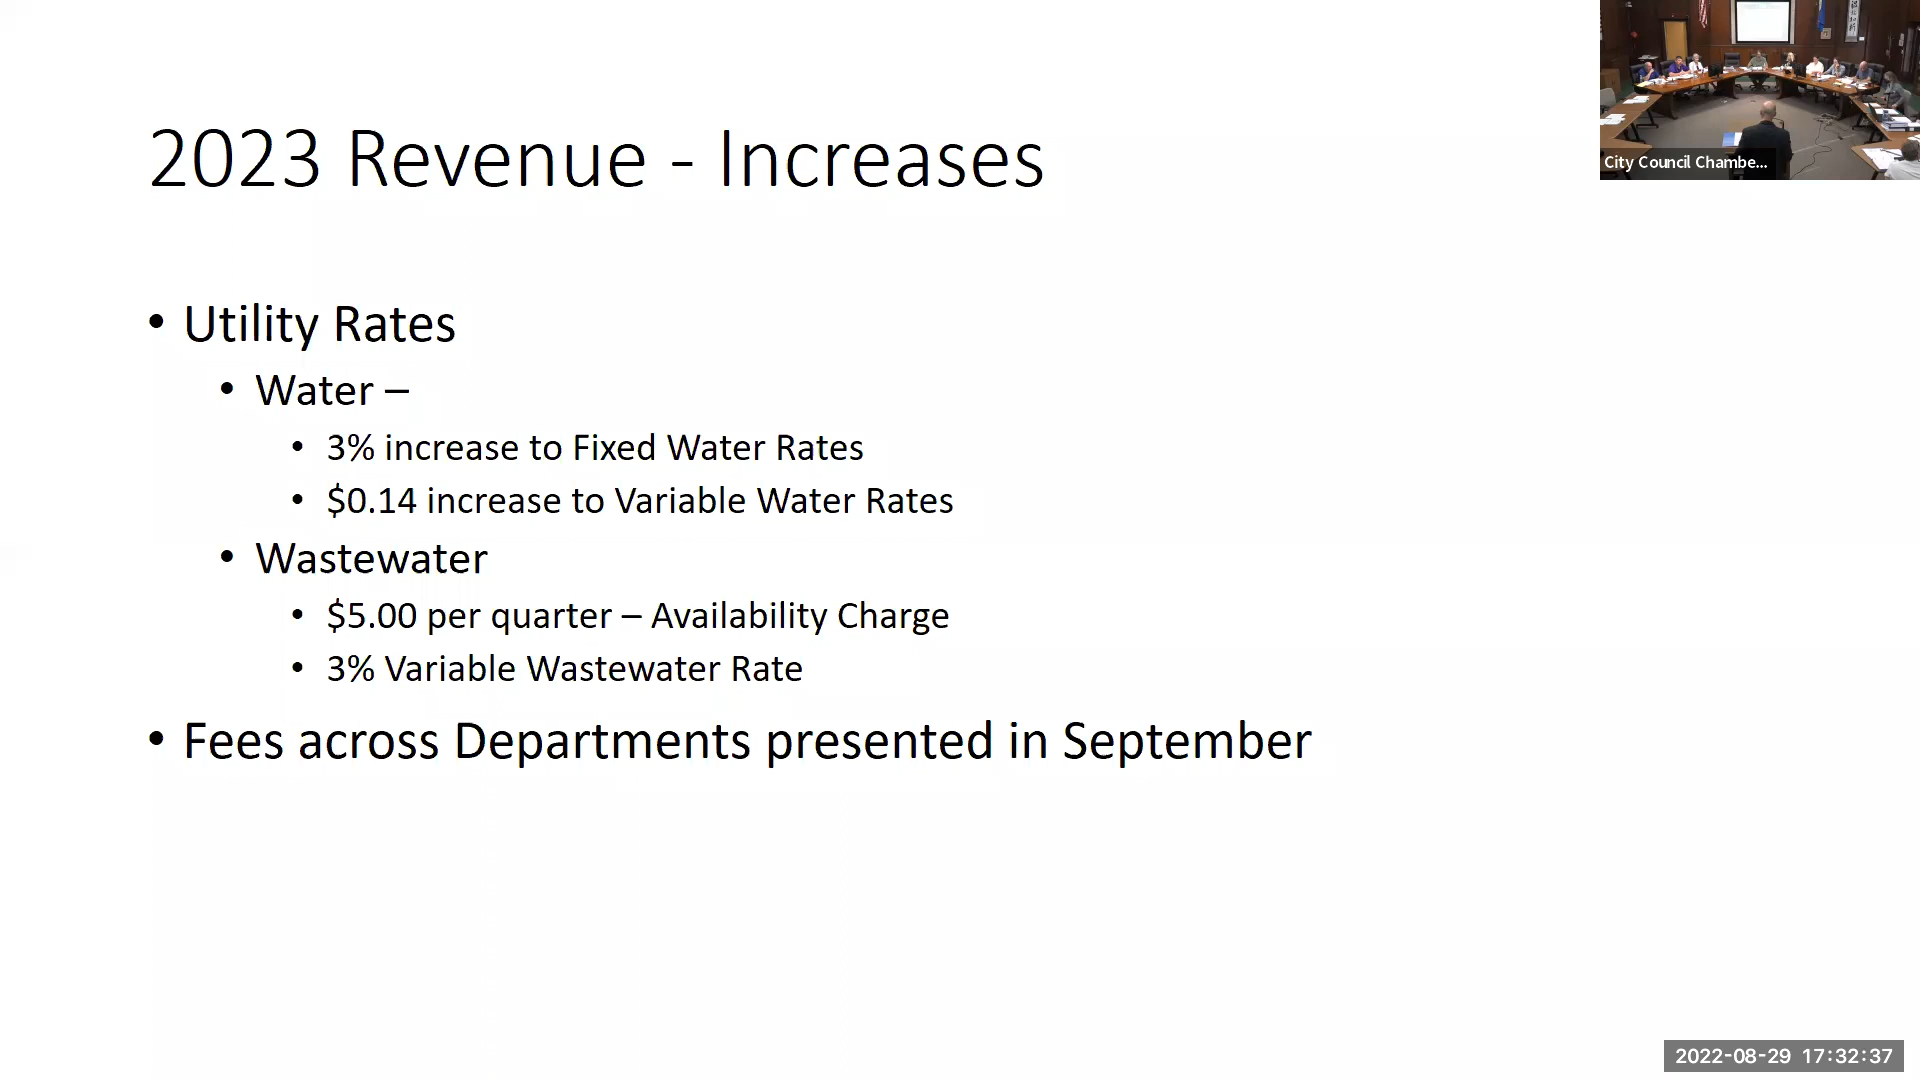 2023 Revenue - Increases
• Utility Rates
• Water –
• 3% increase to Fixed Water Rates
• $0.14 increase to Variable Water Rates
• Wastewater
• $5.00 per quarter – Availability Charge
• 3% Variable Wastewater Rate
• Fees across Departments presented in September
City Council Chambe...
2022-08-29 17:32:37